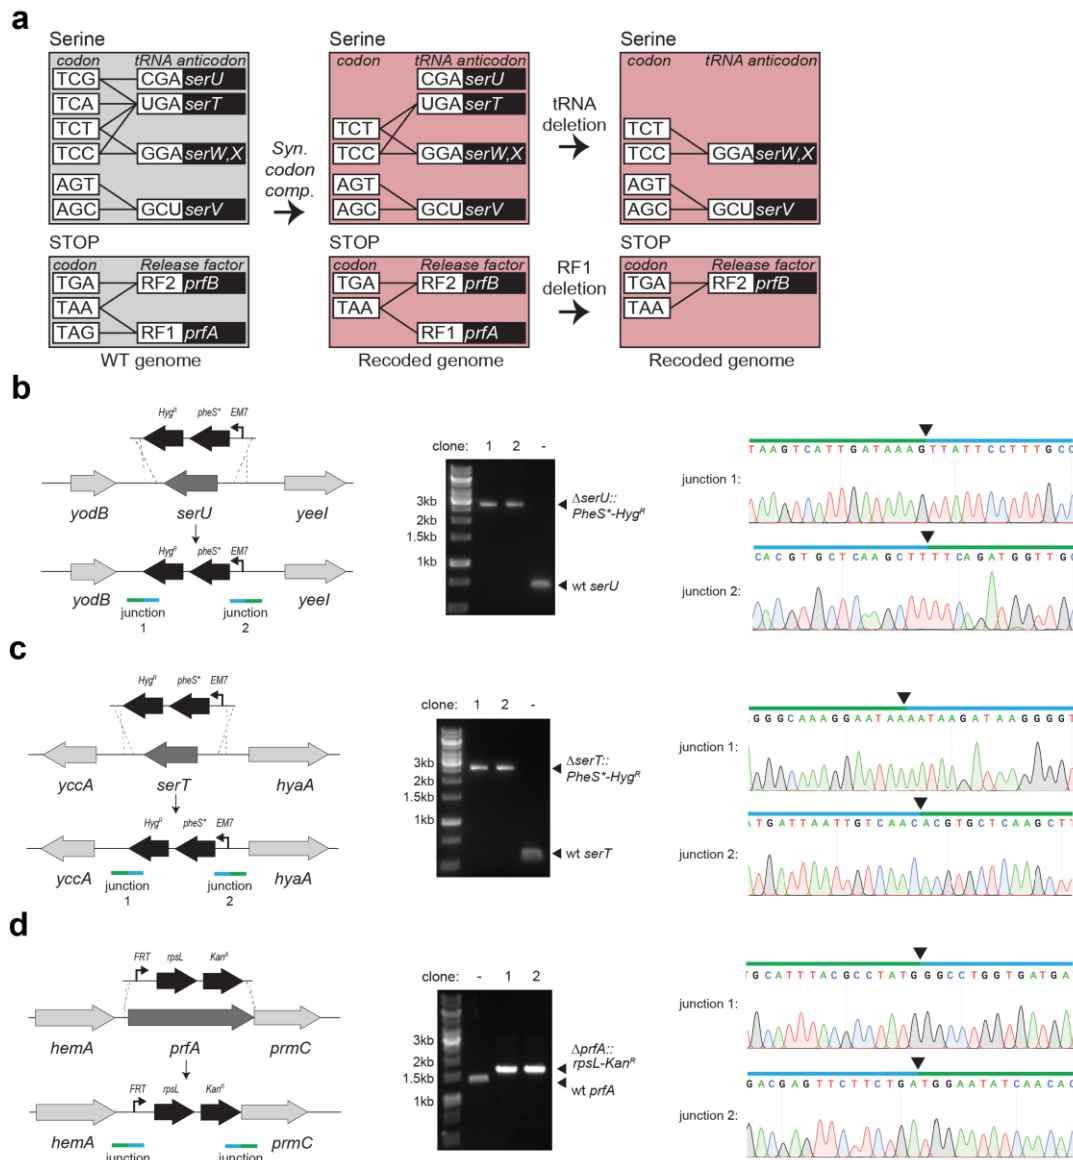 a
Serine
codon tRNA anticodon
TCG CGA serU
TCA UGA serT
TCT
TCC GGA serW,X
AGT
AGC GCU serV
STOP
codon Release factor
TGA RF2 prfB
TAA
TAG RF1 prfA
WT genome
Syn.
codon
comp.
Serine
codon tRNA anticodon
CGA serU
UGA serT
TCT
TCC GGA serW,X
AGT
AGC GCU serV
STOP
codon Release factor
TGA RF2 prfB
TAA
RF1 prfA
Recoded genome
tRNA
deletion
RF1
deletion
Serine
codon tRNA anticodon
TCT
TCC GGA serW,X
AGT
AGC GCU serV
STOP
codon Release factor
TGA RF2 prfB
TAA
Recoded genome
b
HygR pheS* EM7
yodB serU yeeI
HygR pheS* EM7
yodB yeeI
junction junction
1 2
clone: 1 2 -
3kb
2kb
1.5kb
1kb
ΔserU::
PheS*-HygR
wt serU
TAAGTCATTGATAAAGTTATTCCTTTGCC
junction 1:
CACGTGCTCAAGCTTTTCAGATGGTTGC
junction 2:
c
HygR pheS* EM7
yccA serT hyaA
HygR pheS* EM7
yccA hyaA
junction junction
1 2
clone: 1 2 -
3kb
2kb
1.5kb
1kb
ΔserT::
PheS*-HygR
wt serT
GGGCAAAGGAATAAAATAAGATAAGGGGT
junction 1:
ATGATTAATTGTCAACACGTGCTCAAGCTT
junction 2:
d
FRT rpsL KanR
hemA prfA prmC
FRT rpsL KanR
hemA prmC
junction junction
clone: - 1 2
3kb
2kb
1.5kb
1kb
ΔprfA::
rpsL-KanR
wt prfA
TGCATTTACGCCTATGGGCCTGGTGATGA
junction 1:
GACGAGTTCTTCTGATGGAATATCAACAC
junction 2: